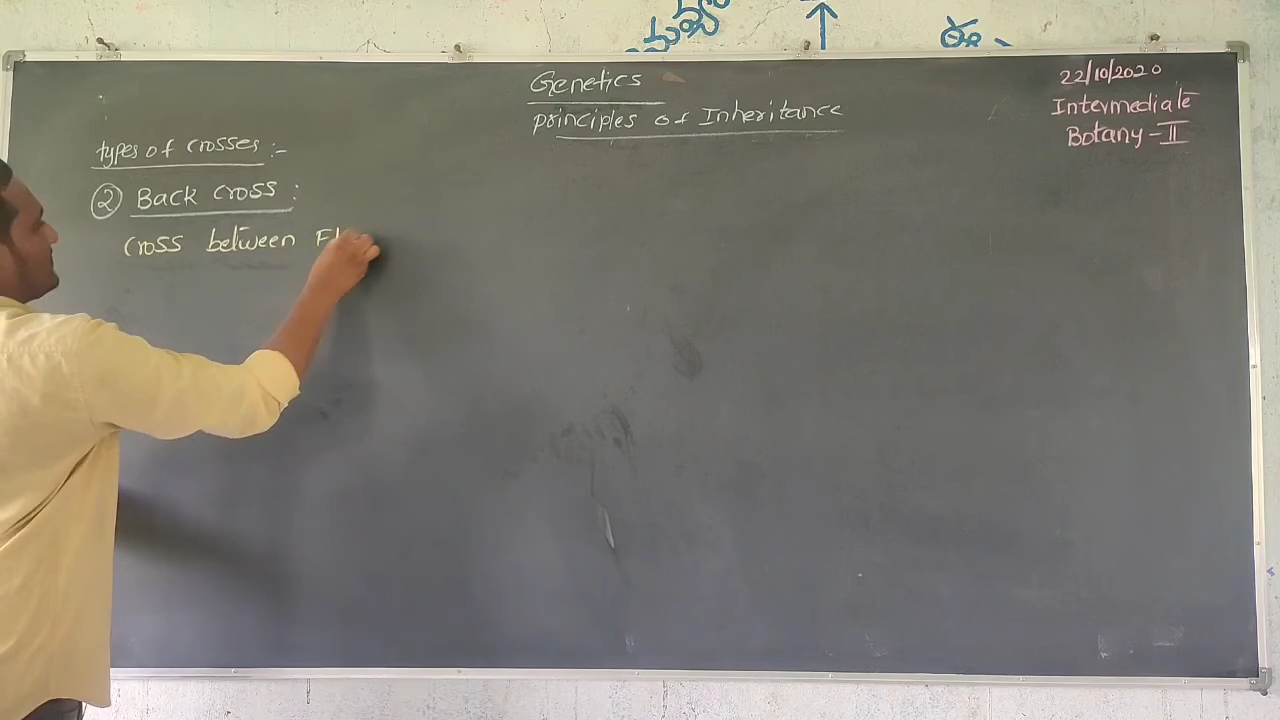 Genetics
principles of Inheritance
22/10/2020
Intermediate
Botany-II
types of crosses :-
② Back cross :
cross between F1